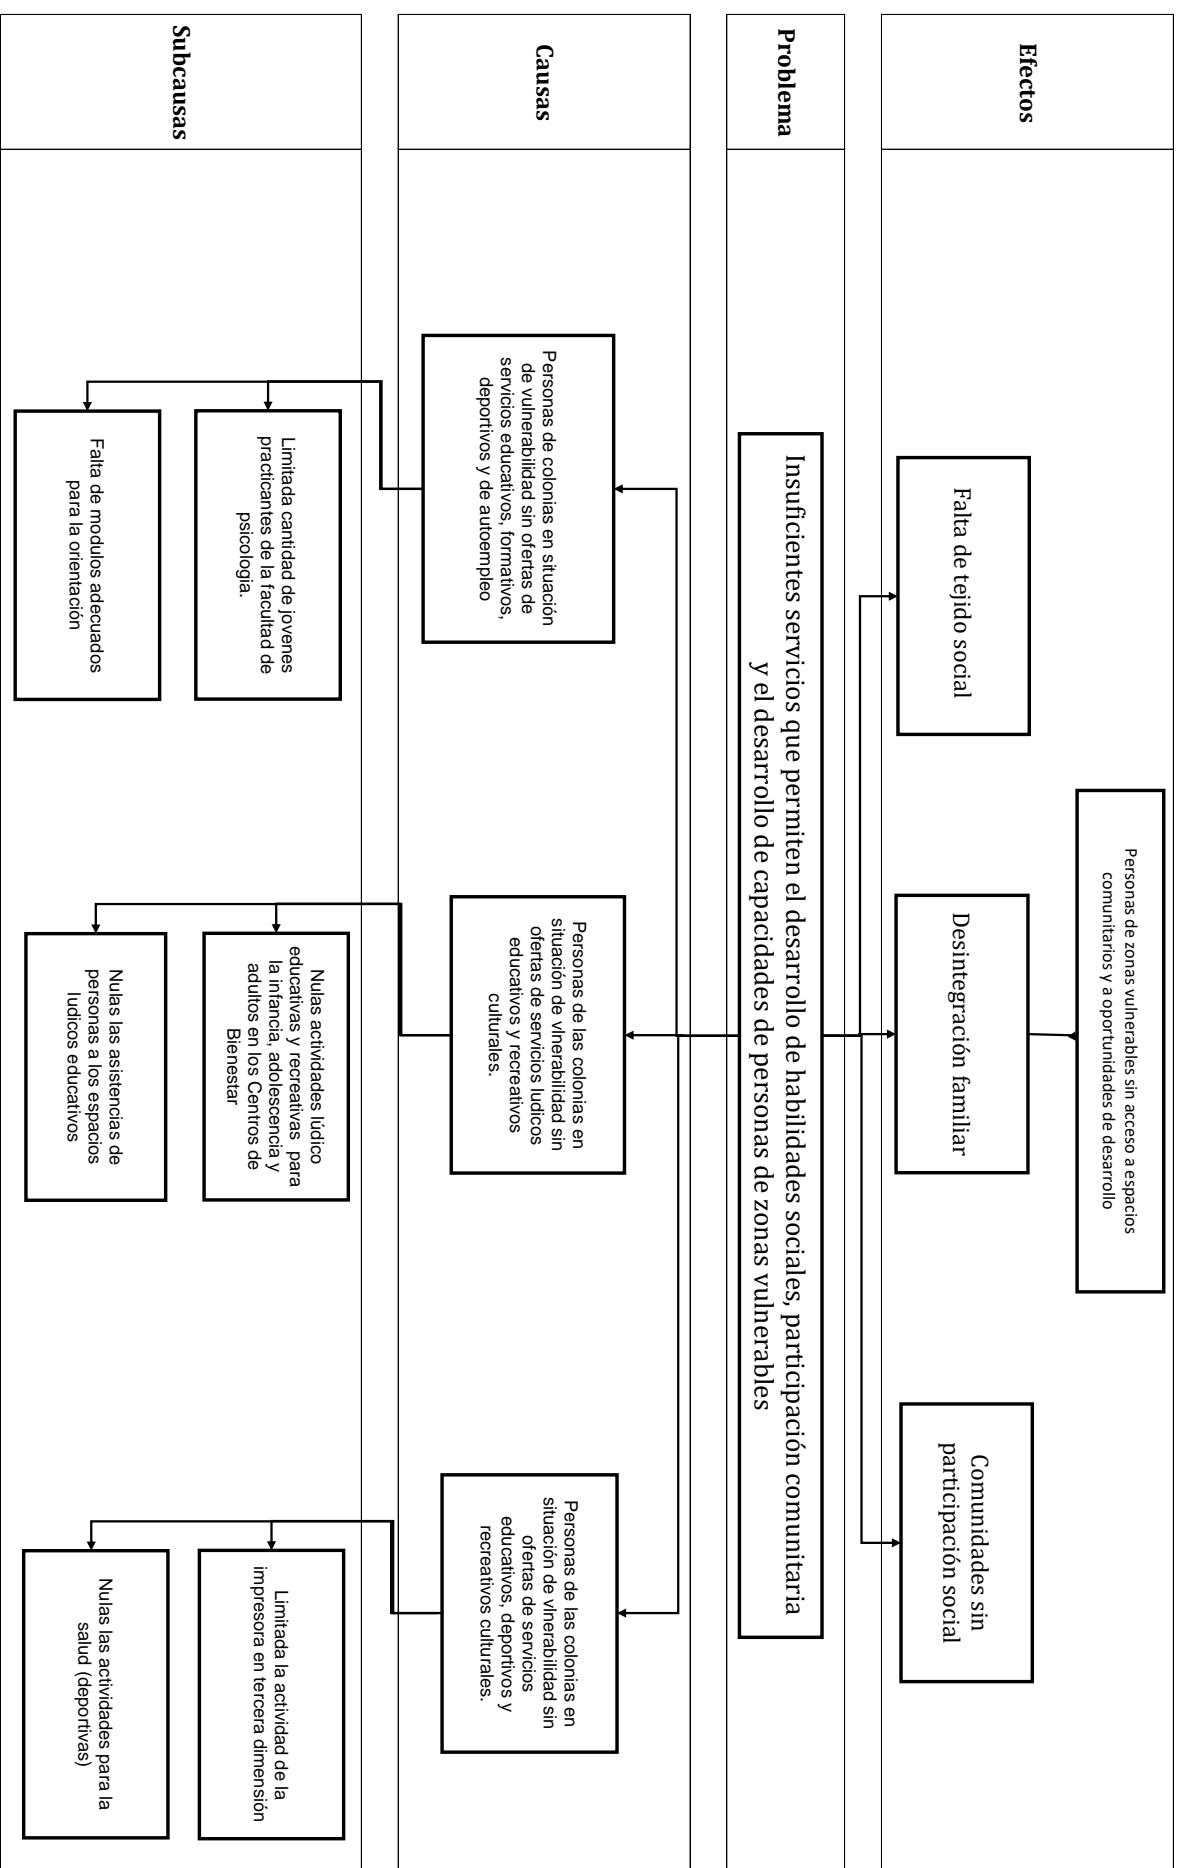 Efectos
Personas de zonas vulnerables sin acceso a espacios
comunitarios y a oportunidades de desarrollo
Falta de tejido social
Desintegración familiar
Comunidades sin
participación social
Problema
Insuficientes servicios que permiten el desarrollo de habilidades sociales, participación comunitaria
y el desarrollo de capacidades de personas de zonas vulnerables
Causas
Personas de colonias en situación
de vulnerabilidad sin ofertas de
servicios educativos, formativos,
deportivos y de autoempleo
Personas de las colonias en
situación de vlnerabilidad sin
ofertas de servicios ludicos
educativos y recreativos
culturales.
Personas de las colonias en
situación de vlnerabilidad sin
ofertas de servicios
educativos, deportivos y
recreativos culturales.
Subcausas
Limitada cantidad de jovenes
practicantes de la facultad de
psicologia.
Nulas actividades lúdico
educativas y recreativas para
la infancia, adolescencia y
adultos en los Centros de
Bienestar
Limitada la actividad de la
impresora en tercera dimensión
Falta de modulos adecuados
para la orientación
Nulas las asistencias de
personas a los espacios
ludicos educativos
Nulas las actividades para la
salud (deportivas)